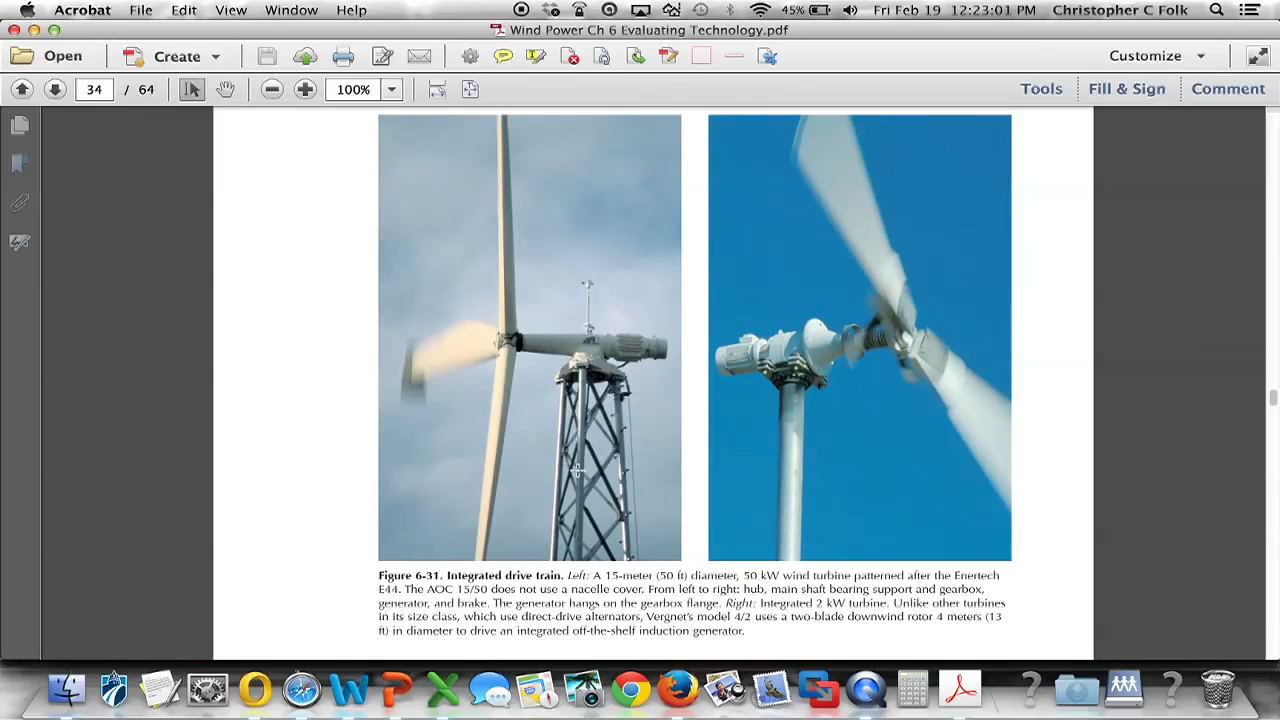 Acrobat File Edit View Window Help 45% Fri Feb 19 12:23:01 PM Christopher C Folk
Wind Power Ch 6 Evaluating Technology.pdf
Open Create Customize
34 / 64 100% Tools Fill & Sign Comment
Figure 6-31. Integrated drive train. Left: A 15-meter (50 ft) diameter, 50 kW wind turbine patterned after the Enertech
E44. The AOC 15/50 does not use a nacelle cover. From left to right: hub, main shaft bearing support and gearbox,
generator, and brake. The generator hangs on the gearbox flange. Right: Integrated 2 kW turbine. Unlike other turbines
in its size class, which use direct-drive alternators, Vergnet's model 4/2 uses a two-blade downwind rotor 4 meters (13
ft) in diameter to drive an integrated off-the-shelf induction generator.